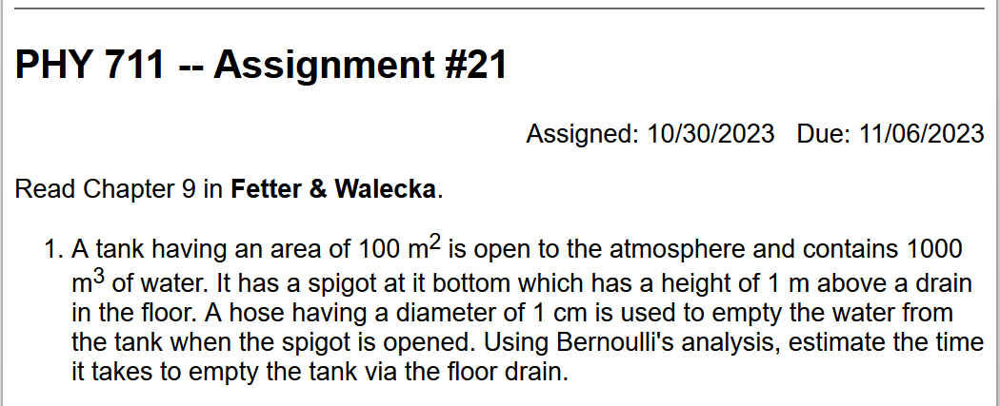 PHY 711 -- Assignment #21
Assigned: 10/30/2023   Due: 11/06/2023
Read Chapter 9 in Fetter & Walecka.
1. A tank having an area of 100 m² is open to the atmosphere and contains 1000
m³ of water. It has a spigot at it bottom which has a height of 1 m above a drain
in the floor. A hose having a diameter of 1 cm is used to empty the water from
the tank when the spigot is opened. Using Bernoulli's analysis, estimate the time
it takes to empty the tank via the floor drain.